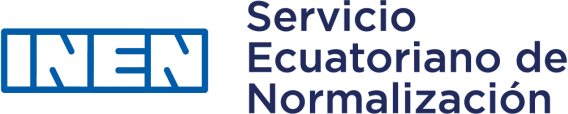 INEN
Servicio
Ecuatoriano de
Normalización